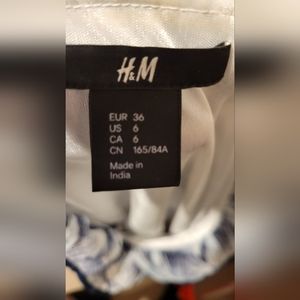 H&M
EUR 36
US 6
CA 6
CN 165/84A
Made in
India